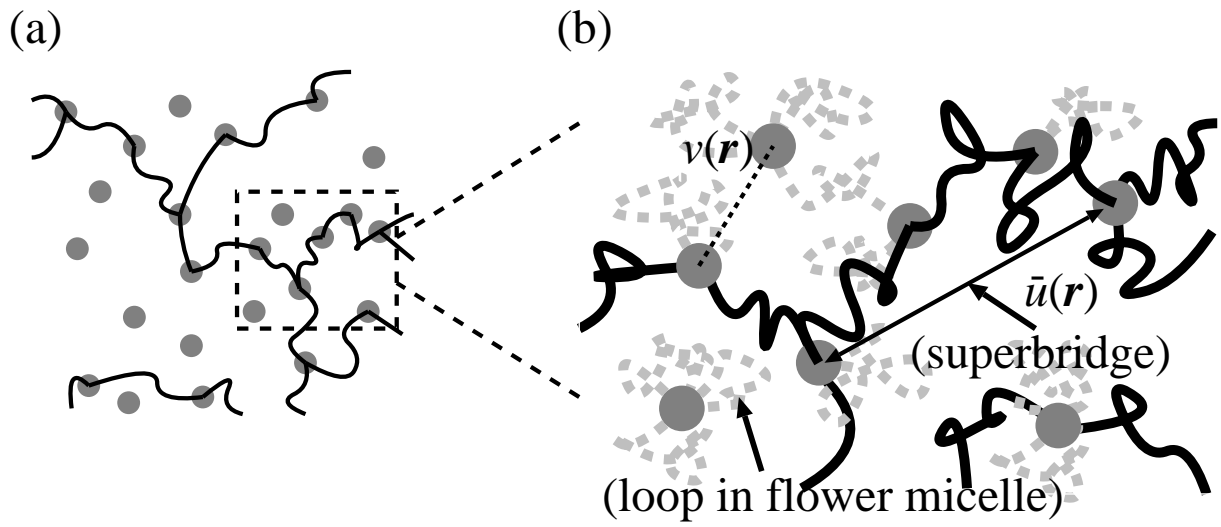 (a)
(b)
v(r)
ū(r)
(superbridge)
(loop in flower micelle)